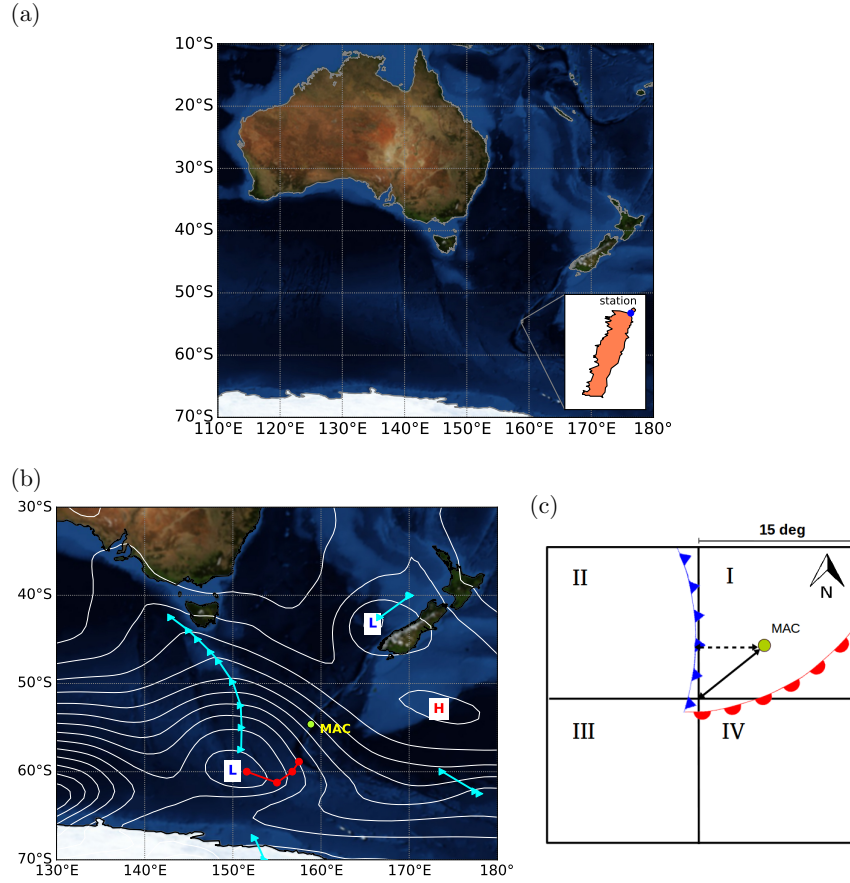 (a)
10°S
20°S
30°S
40°S
50°S
60°S
70°S
station
110°E 120°E 130°E 140°E 150°E 160°E 170°E 180°
(b)
30°S
40°S
50°S
60°S
70°S
L
H
MAC
L
130°E 140°E 150°E 160°E 170°E 180°
(c)
15 deg
II
I
N
MAC
III
IV